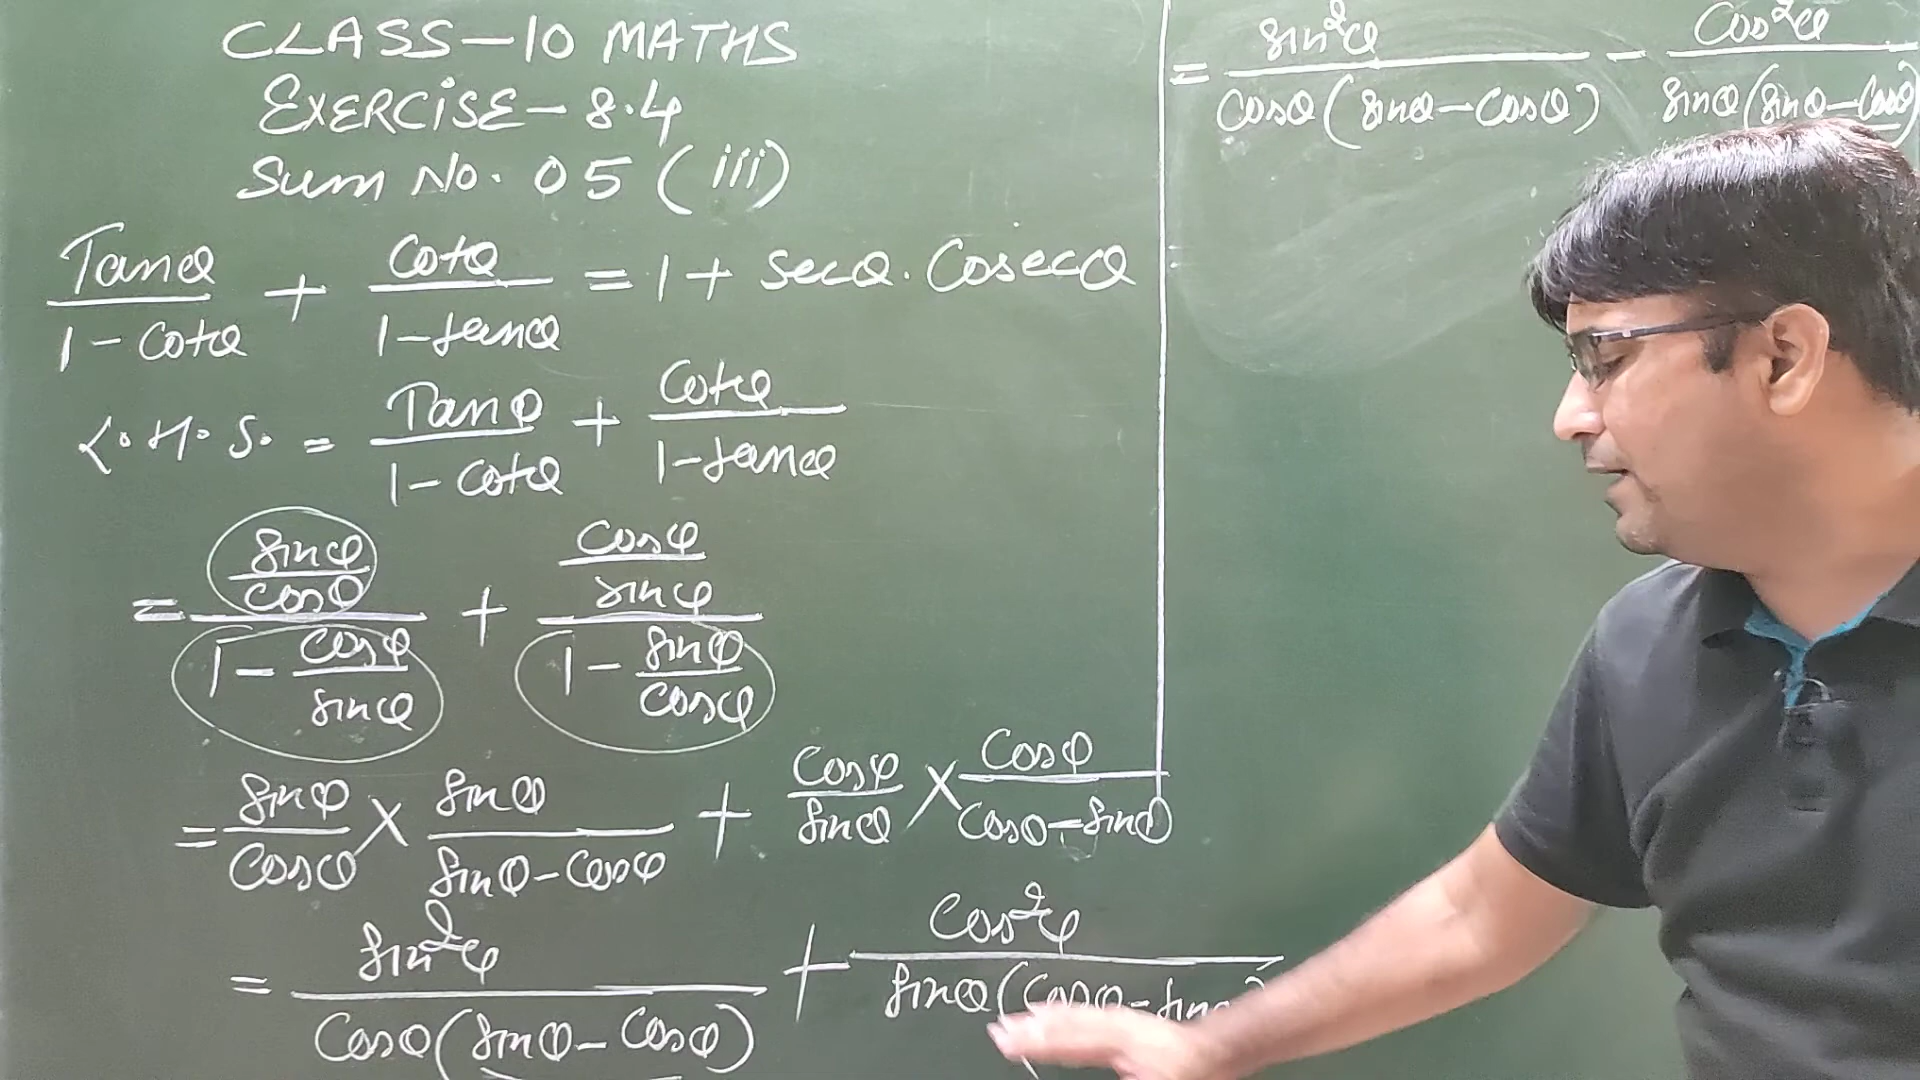 CLASS-10 MATHS
EXERCISE-8.4
Sum No. 05 (iii)
Tanθ/(1-Cotθ) + Cotθ/(1-tanθ) = 1 + Secθ.Cosecθ
L.H.S. = Tanθ/(1-Cotθ) + Cotθ/(1-tanθ)
= (sinθ/cosθ)/(1-cosθ/sinθ) + (cosθ/sinθ)/(1-sinθ/cosθ)
= sinθ/cosθ × sinθ/(sinθ-cosθ) + cosθ/sinθ × cosθ/(cosθ-sinθ)
= sin²θ/(cosθ(sinθ-cosθ)) + cos²θ/(sinθ(cosθ-sinθ))
= sin²θ/(cosθ(sinθ-cosθ)) - cos²θ/(sinθ(sinθ-cosθ))